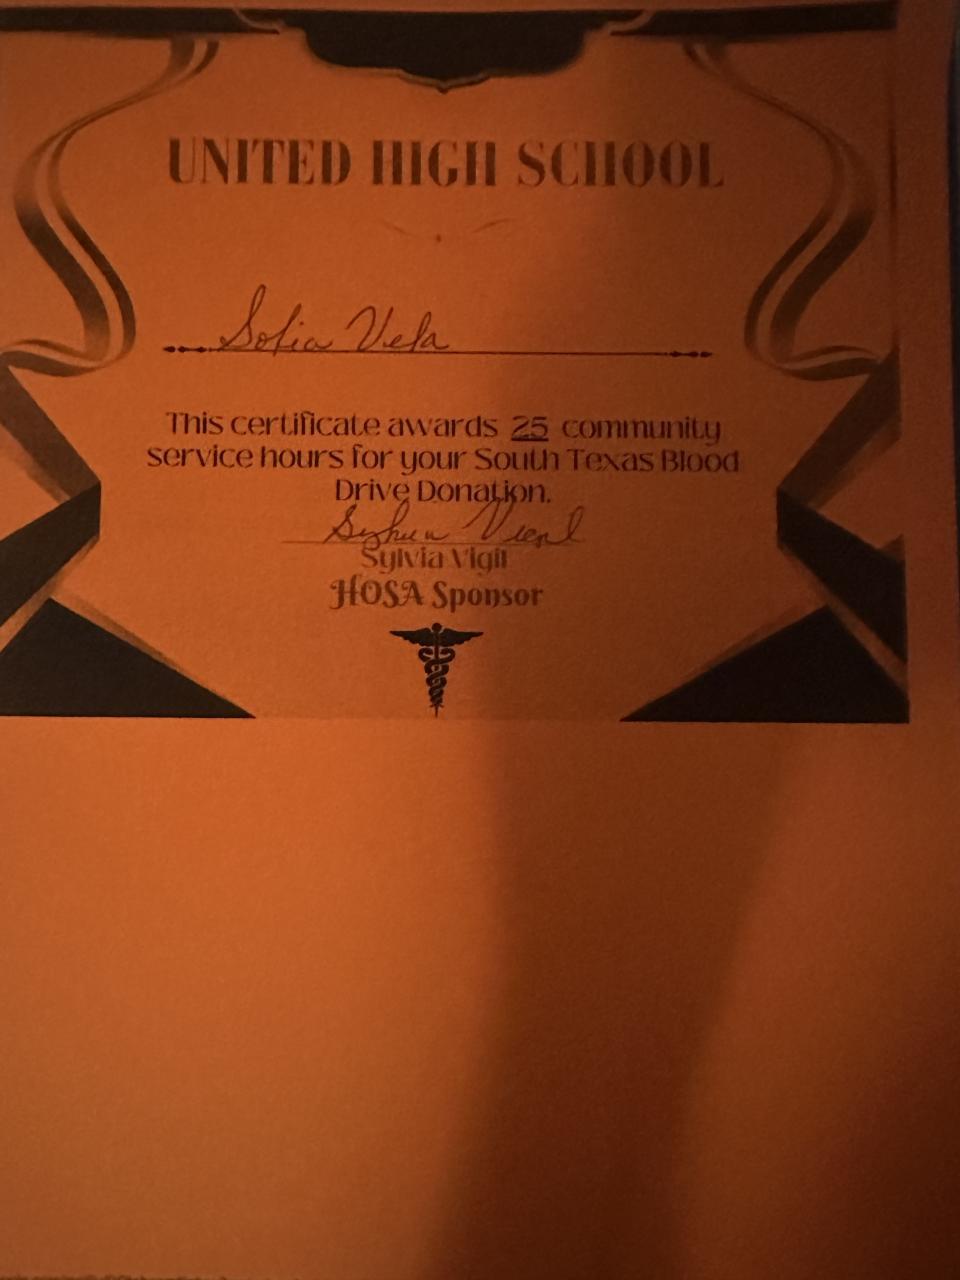 UNITED HIGH SCHOOL
Sofia Vela
This certificate awards 25 community
service hours for your South Texas Blood
Drive Donation.
Sylvia Vigil
Sylvia Vigil
HOSA Sponsor